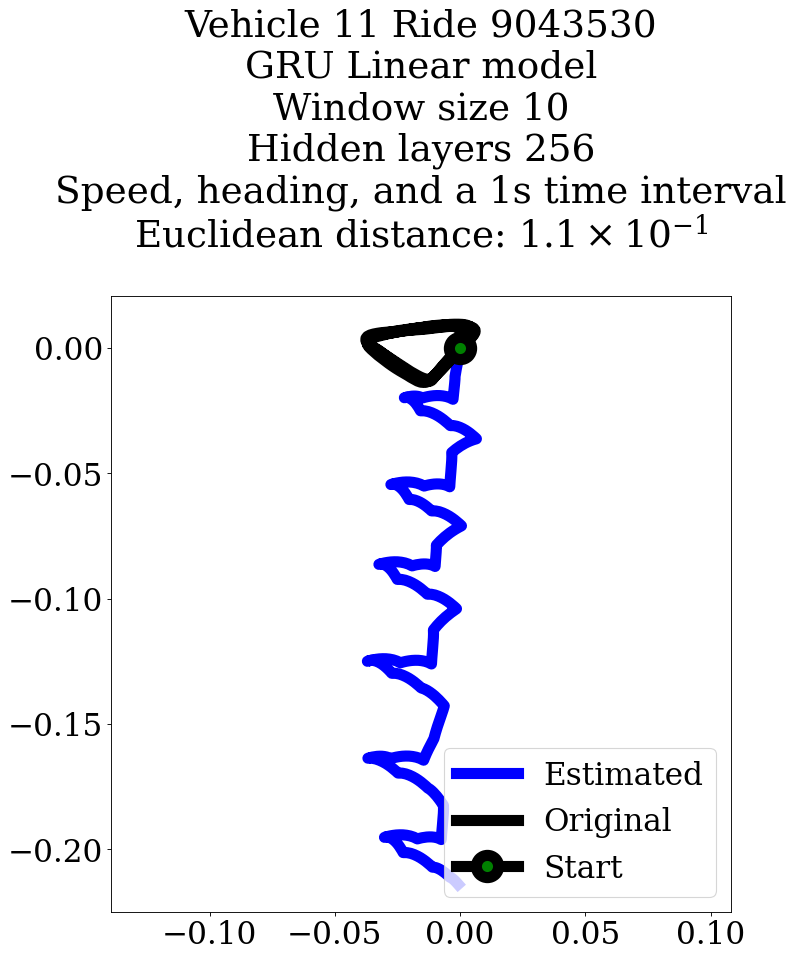 Vehicle 11 Ride 9043530
GRU Linear model
Window size 10
Hidden layers 256
Speed, heading, and a 1s time interval
Euclidean distance: 1.1 × 10⁻¹
0.00
−0.05
−0.10
−0.15
−0.20
Estimated
Original
Start
−0.10 −0.05 0.00 0.05 0.10